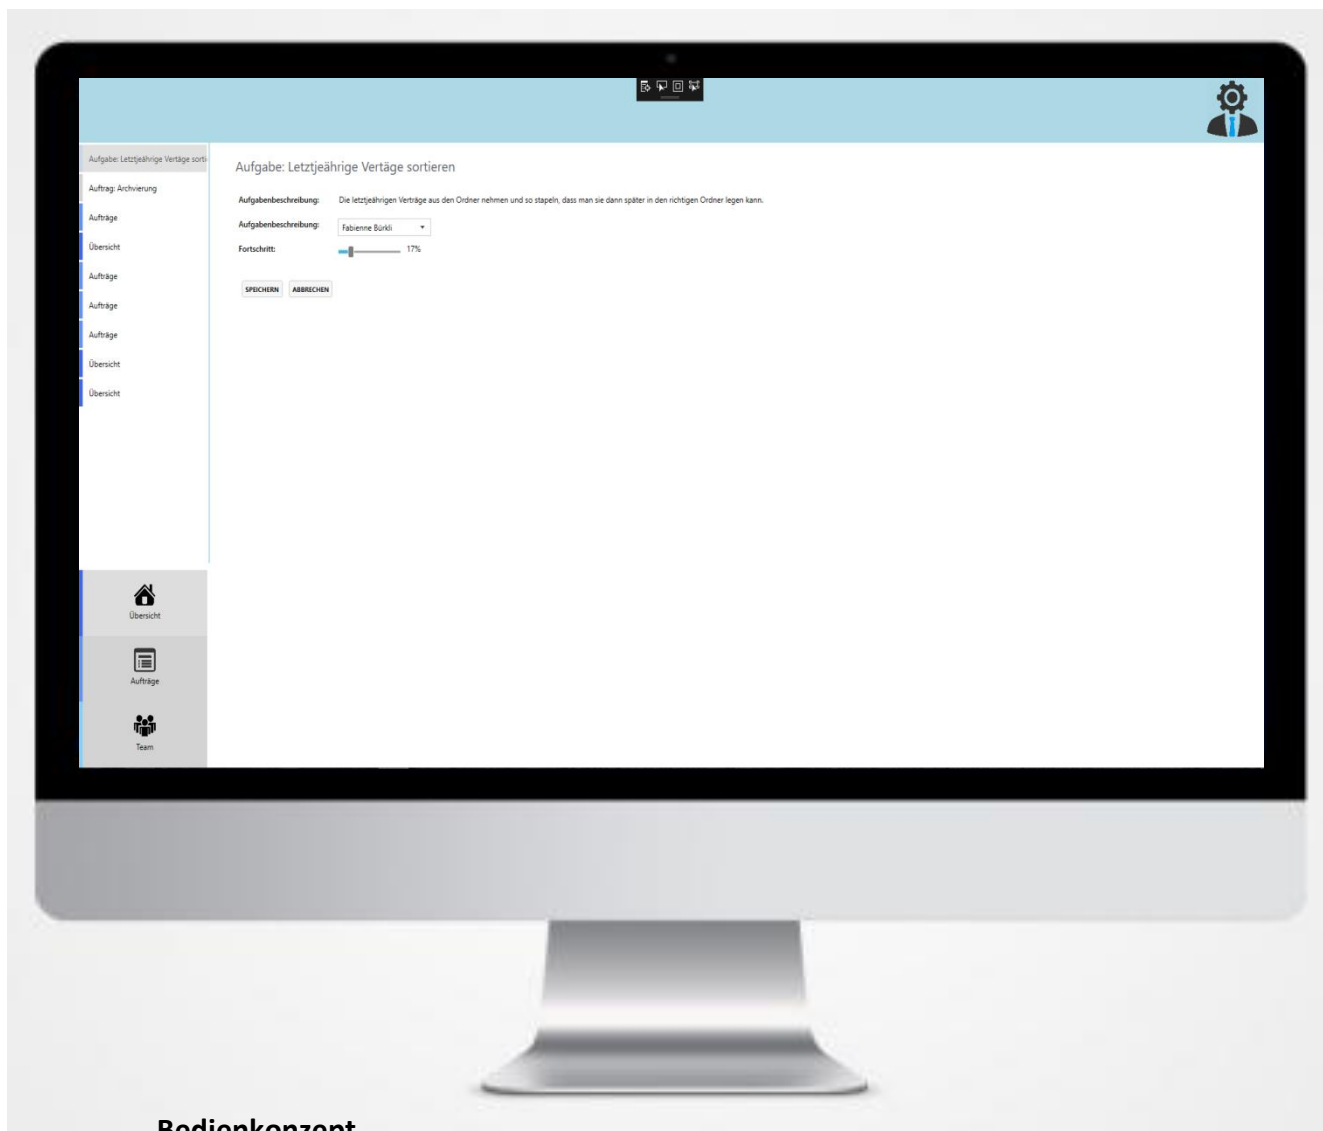 Aufgabe: Letztjeährige Vertäge sorti
Auftrag: Archvierung
Aufträge
Übersicht
Aufträge
Aufträge
Aufträge
Übersicht
Übersicht
Übersicht
Aufträge
Team
Aufgabe: Letztjeährige Vertäge sortieren
Aufgabenbeschreibung: Die letztjeährigen Verträge aus den Ordner nehmen und so stapeln, dass man sie dann später in den richtigen Ordner legen kann.
Aufgabenbeschreibung: Fabienne Bürkli
Fortschritt: 17%
SPEICHERN ABBRECHEN
Bedienkonzept